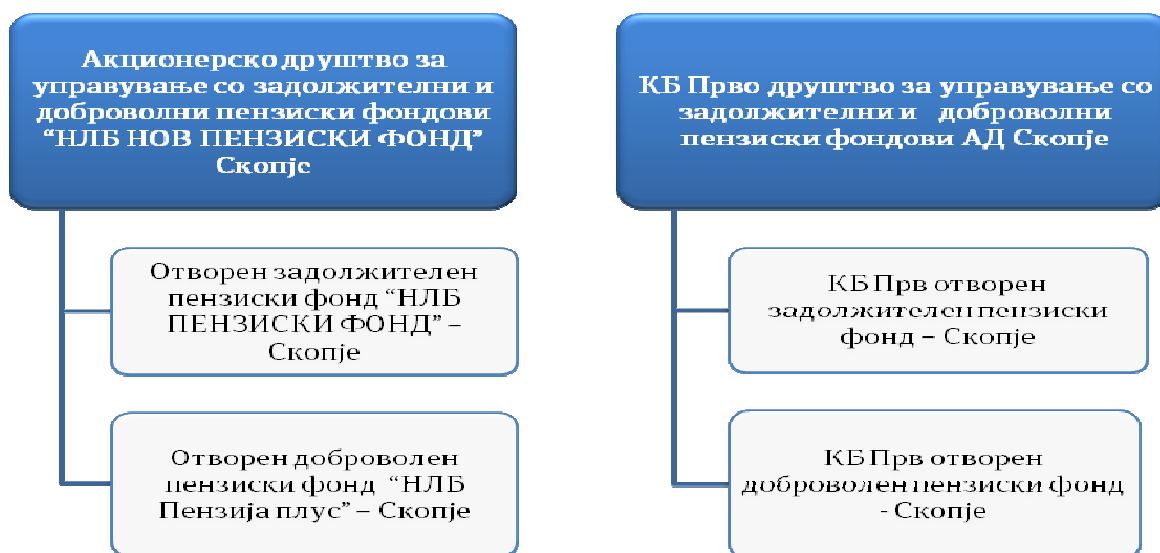 Акционерско друштво за
управување со задолжителни и
доброволни пензиски фондови
“НЛБ НОВ ПЕНЗИСКИ ФОНД”
Скопје
Отворен задолжителен
пензиски фонд “НЛБ
ПЕНЗИСКИ ФОНД” –
Скопје
Отворен доброволен
пензиски фонд “НЛБ
Пензија плус” – Скопје
КБ Прво друштво за управување со
задолжителни и доброволни
пензиски фондови АД Скопје
КБ Прв отворен
задолжителен пензиски
фонд – Скопје
КБ Прв отворен
доброволен пензиски фонд
- Скопје